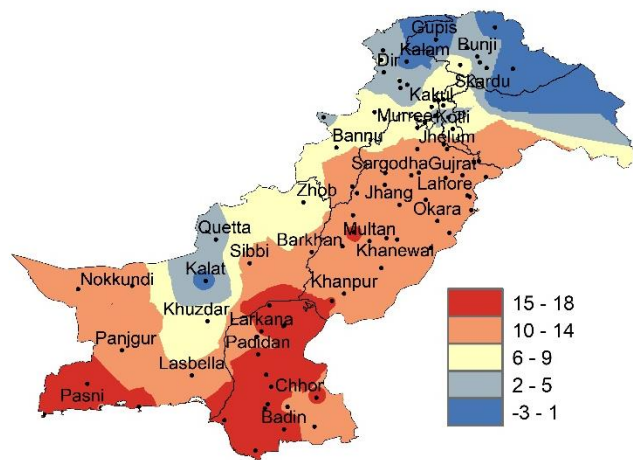 Gupis
Kalam
Bunji
Dir
Skardu
Kakul
Murree
Kotli
Bannu
Jhelum
Sargodha
Gujrat
Zhob
Jhang
Lahore
Okara
Quetta
Multan
Barkhan
Sibbi
Khanewal
Kalat
Nokkundi
Khanpur
Khuzdar
Larkana
Padidan
Panjgur
Lasbella
Pasni
Chhor
Badin
15 - 18
10 - 14
6 - 9
2 - 5
-3 - 1